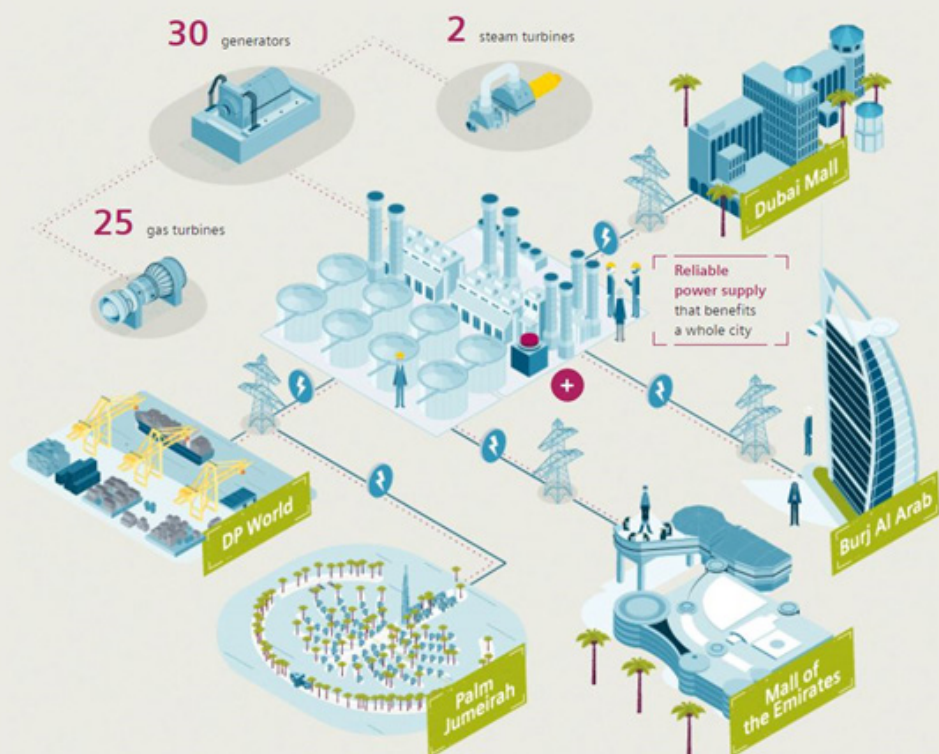 30 generators
2 steam turbines
25 gas turbines
Dubai Mall
Reliable
power supply
that benefits
a whole city
+
Burj Al Arab
DP World
Palm
Jumeirah
Mall of
the Emirates